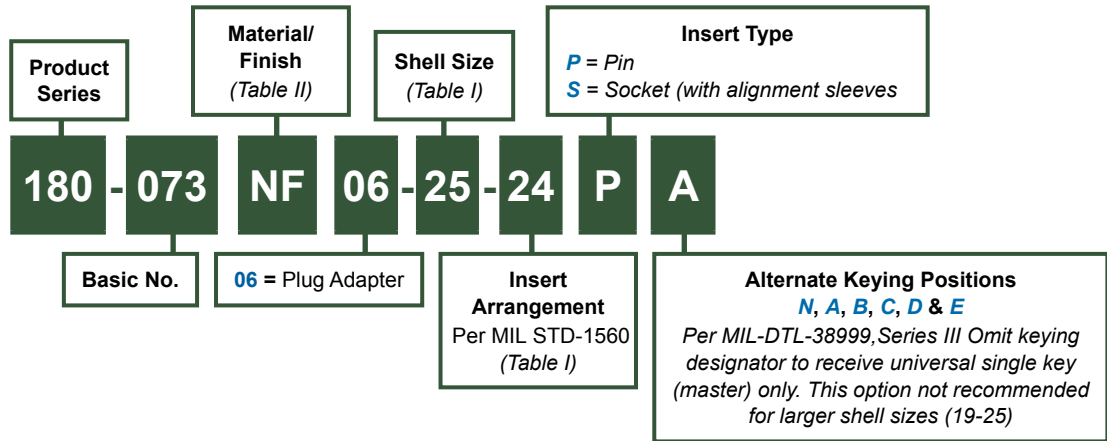 Product
Series
Material/
Finish
(Table II)
Shell Size
(Table I)
Insert Type
P = Pin
S = Socket (with alignment sleeves
180 - 073 NF 06 - 25 - 24 P A
Basic No.
06 = Plug Adapter
Insert
Arrangement
Per MIL STD-1560
(Table I)
Alternate Keying Positions
N, A, B, C, D & E
Per MIL-DTL-38999,Series III Omit keying
designator to receive universal single key
(master) only. This option not recommended
for larger shell sizes (19-25)